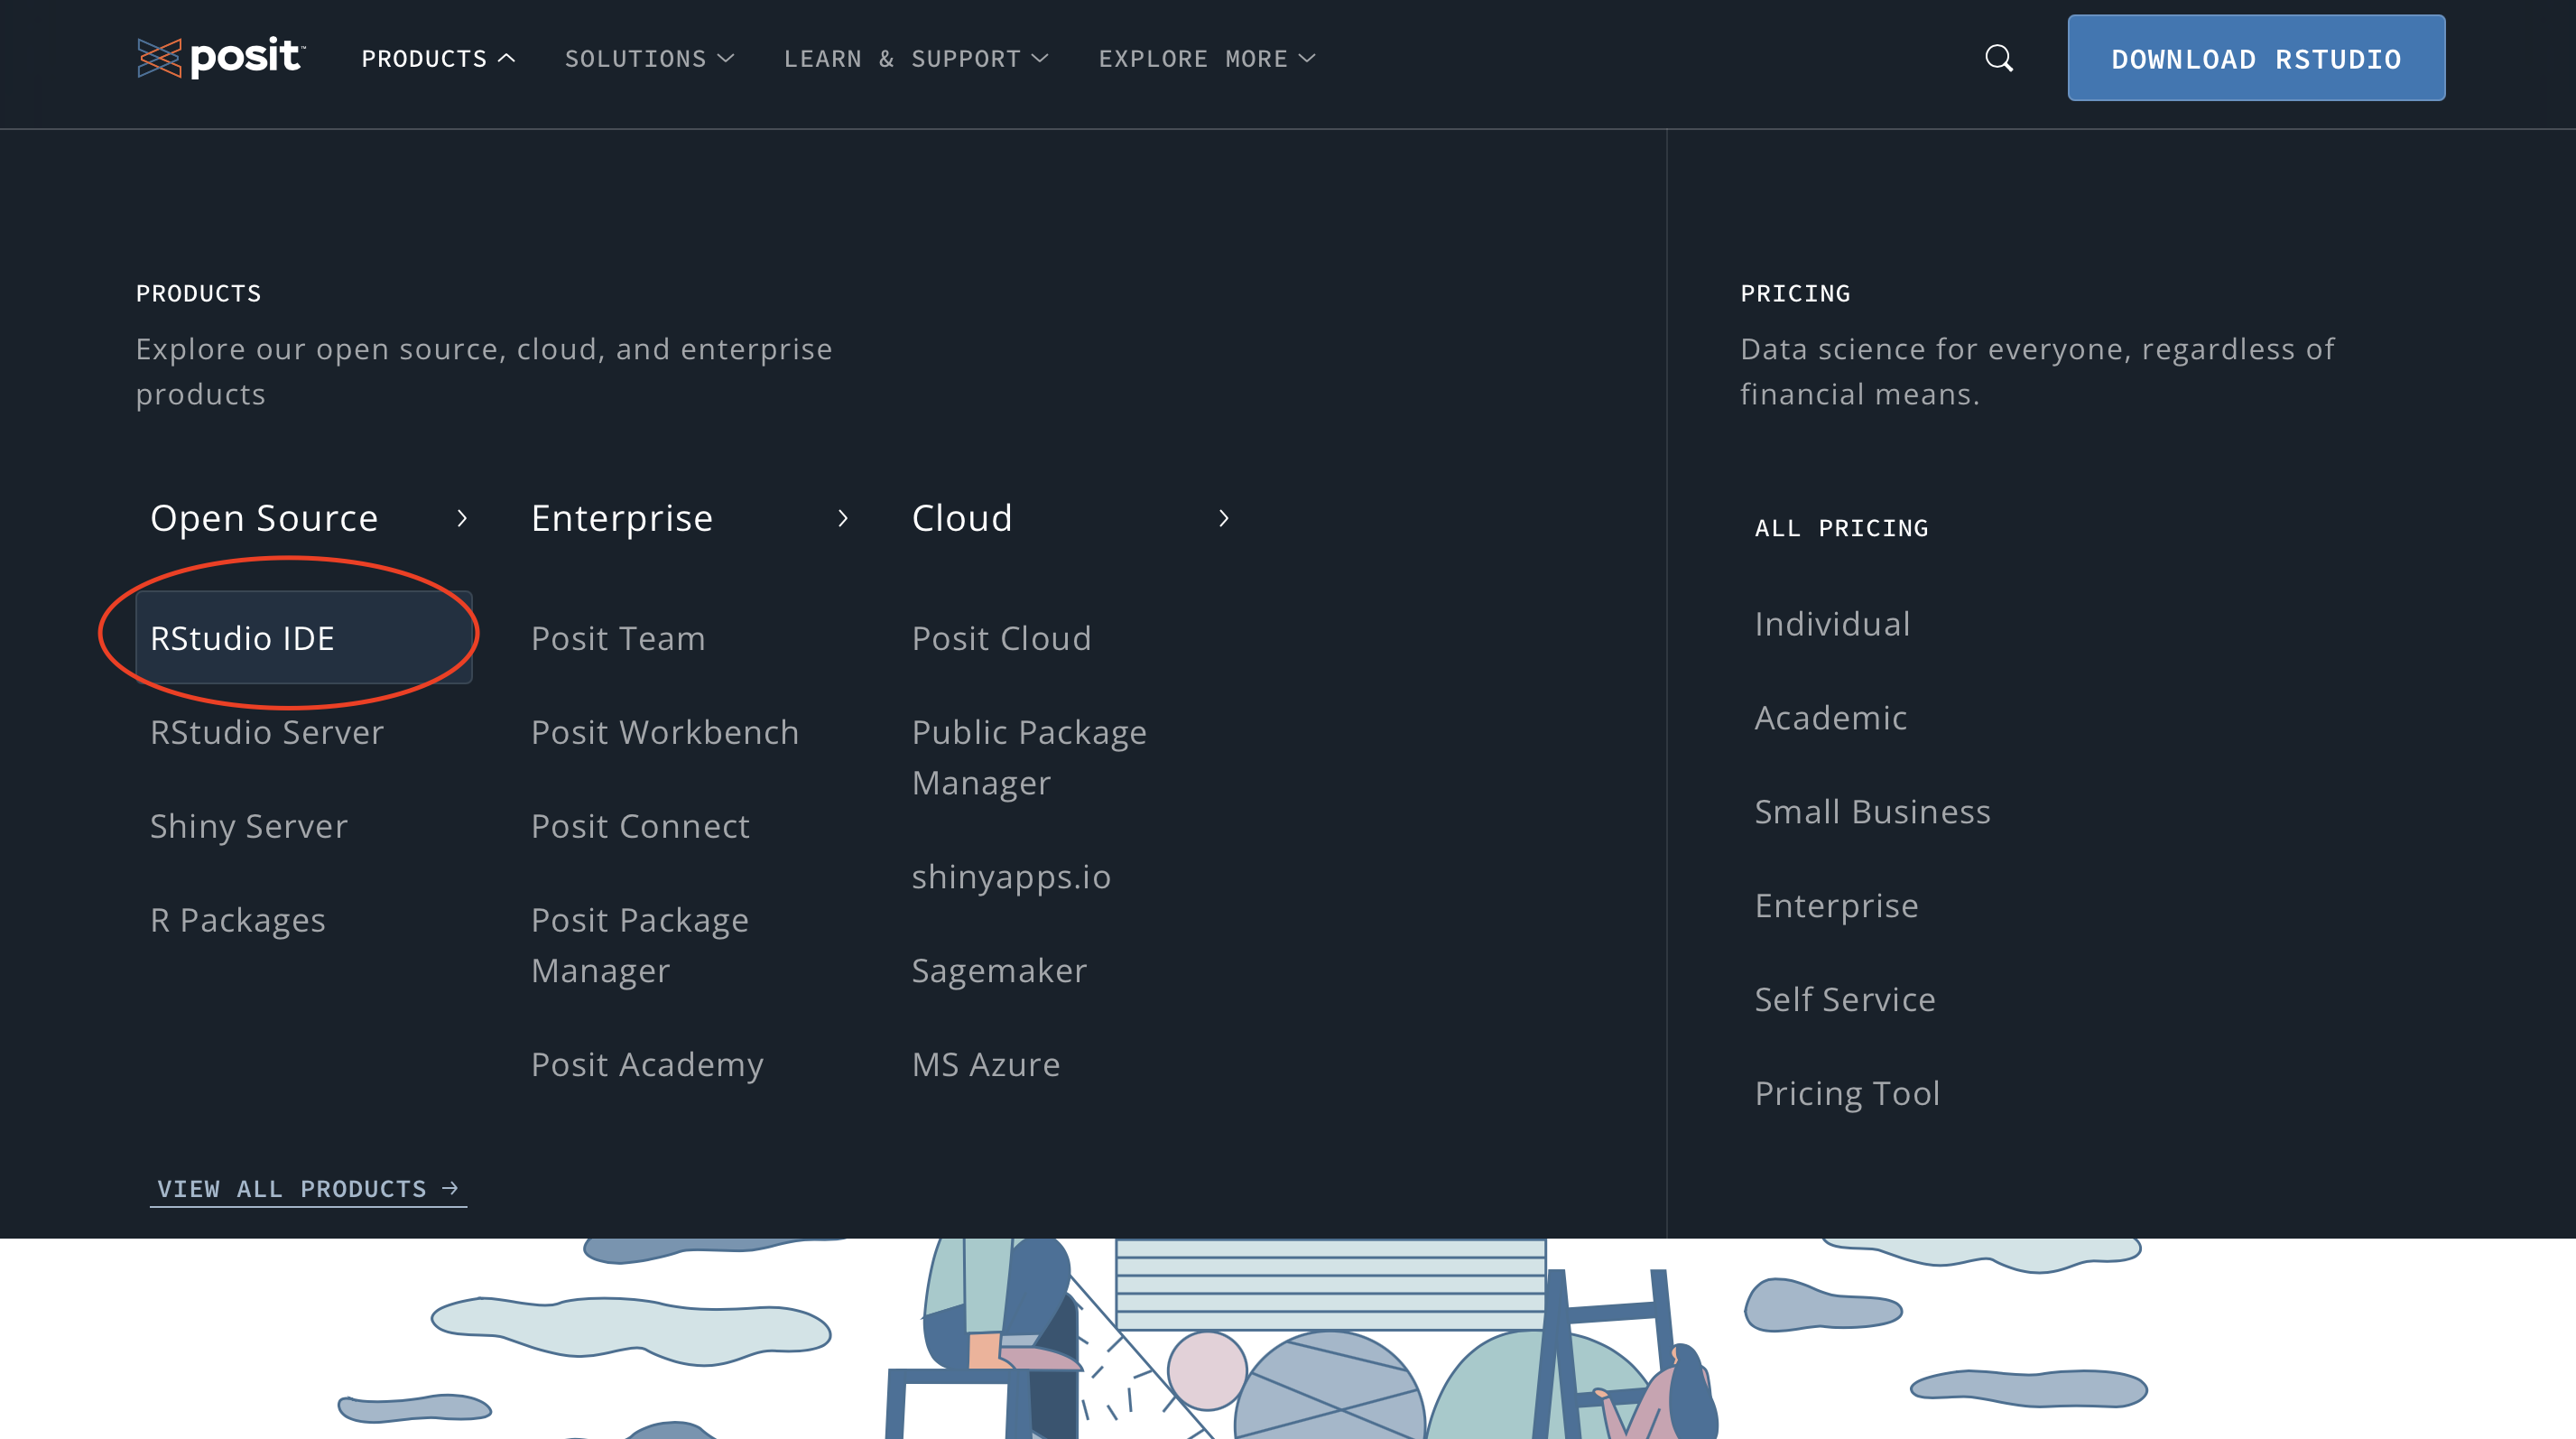 posit™
PRODUCTS
SOLUTIONS
LEARN & SUPPORT
EXPLORE MORE
DOWNLOAD RSTUDIO
PRODUCTS
Explore our open source, cloud, and enterprise
products
Open Source
RStudio IDE
RStudio Server
Shiny Server
R Packages
Enterprise
Posit Team
Posit Workbench
Posit Connect
Posit Package
Manager
Posit Academy
Cloud
Posit Cloud
Public Package
Manager
shinyapps.io
Sagemaker
MS Azure
VIEW ALL PRODUCTS →
PRICING
Data science for everyone, regardless of
financial means.
ALL PRICING
Individual
Academic
Small Business
Enterprise
Self Service
Pricing Tool